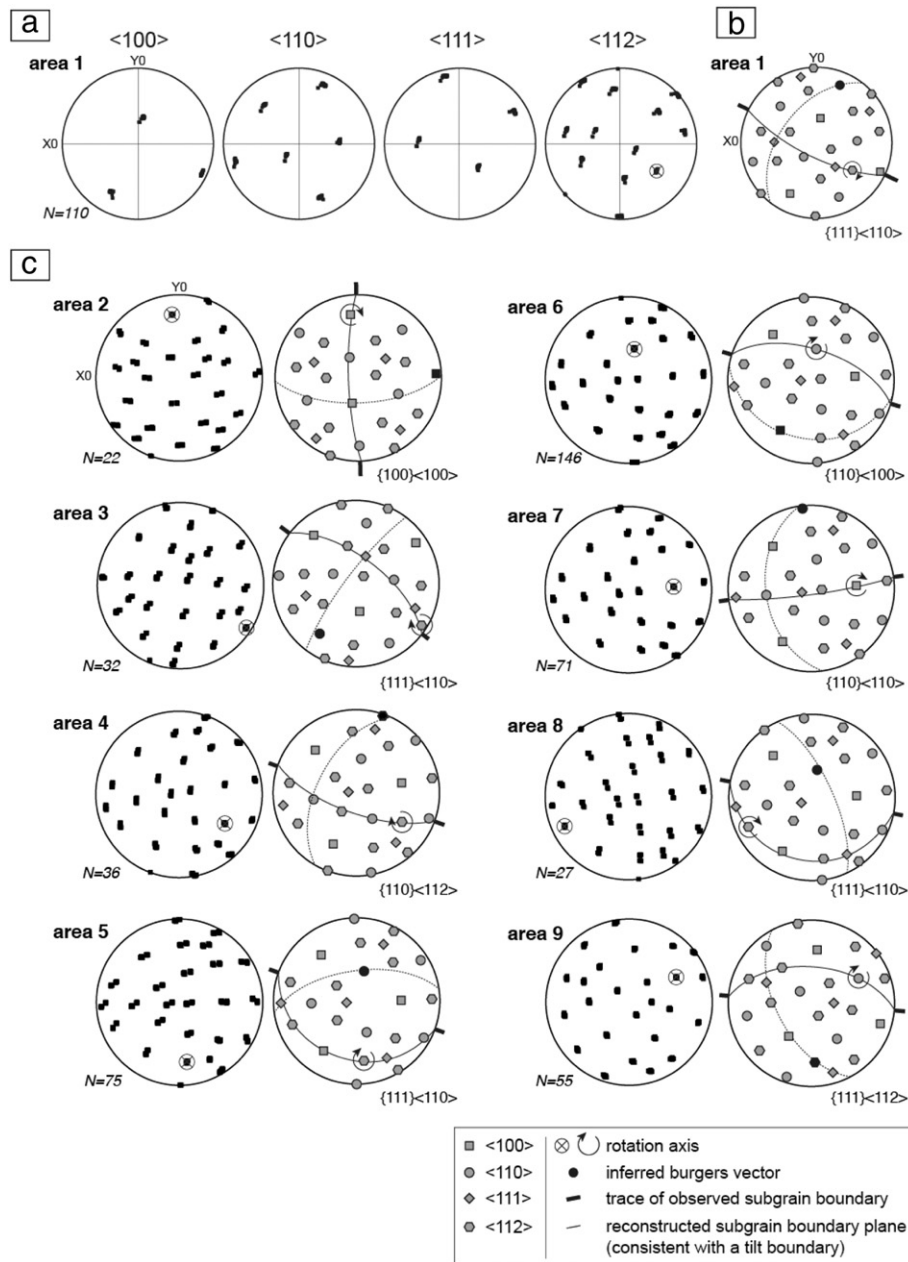 a
<100> <110> <111> <112>
area 1
Y0
X0
N=110
b
area 1
Y0
X0
{111}<110>
c
area 2
Y0
X0
N=22
{100}<100>
area 3
N=32
{111}<110>
area 4
N=36
{110}<112>
area 5
N=75
{111}<110>
area 6
N=146
{110}<100>
area 7
N=71
{110}<110>
area 8
N=27
{111}<110>
area 9
N=55
{111}<112>
<100>
<110>
<111>
<112>
rotation axis
inferred burgers vector
trace of observed subgrain boundary
reconstructed subgrain boundary plane
(consistent with a tilt boundary)